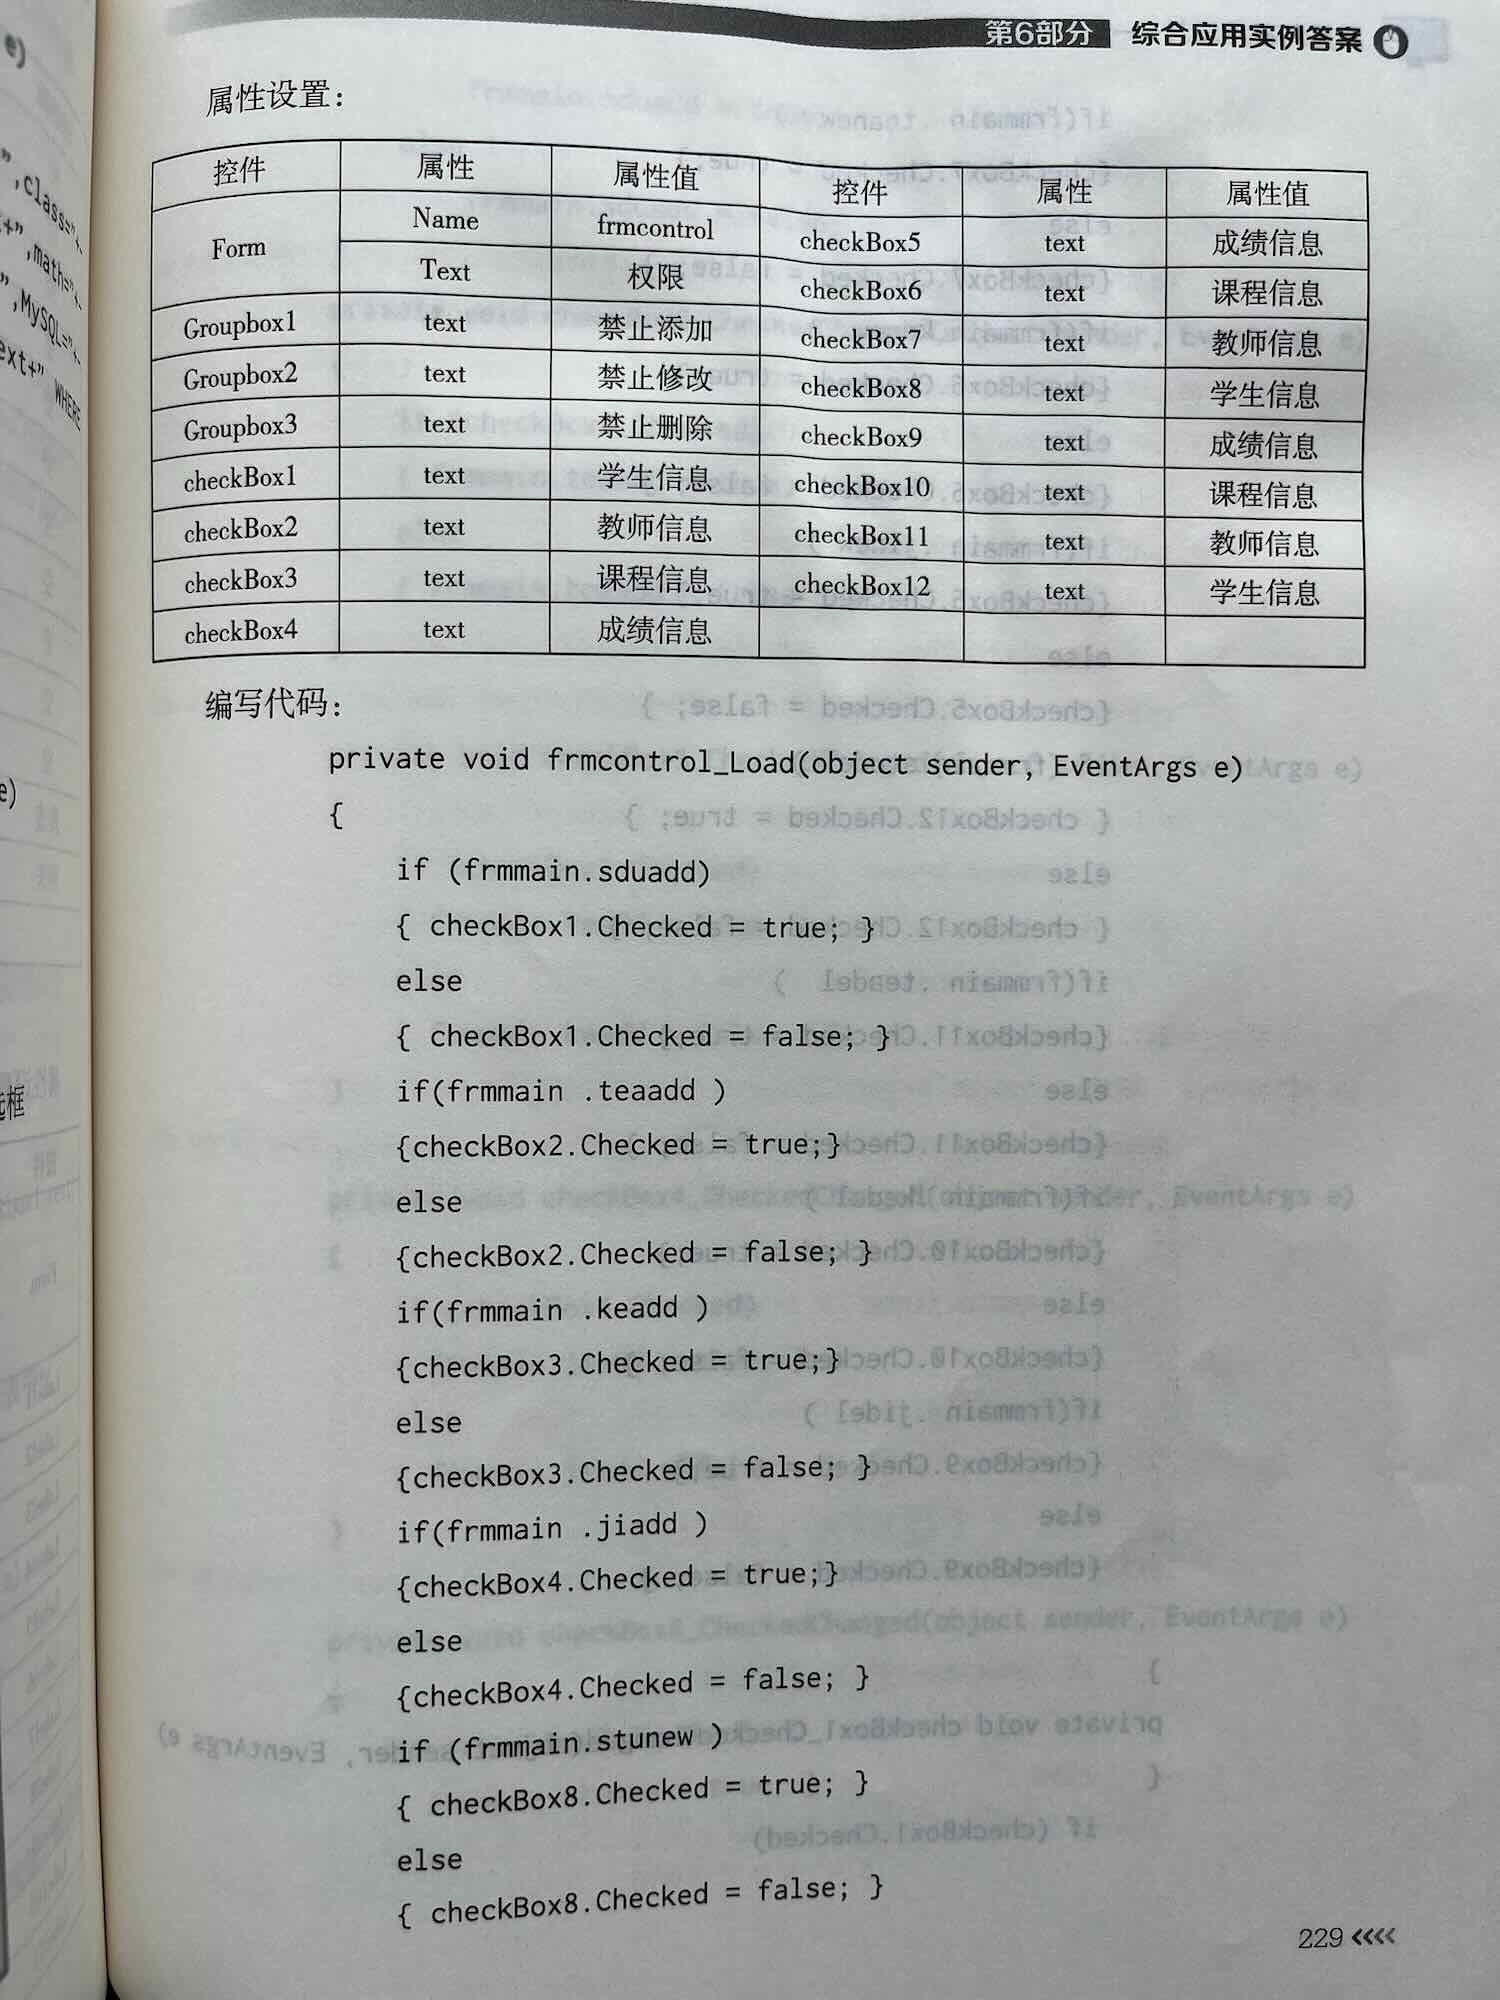 第6部分 综合应用实例答案
属性设置：
控件 属性 属性值 控件 属性 属性值
Form Name frmcontrol checkBox5 text 成绩信息
Text 权限 checkBox6 text 课程信息
Groupbox1 text 禁止添加 checkBox7 text 教师信息
Groupbox2 text 禁止修改 checkBox8 text 学生信息
Groupbox3 text 禁止删除 checkBox9 text 成绩信息
checkBox1 text 学生信息 checkBox10 text 课程信息
checkBox2 text 教师信息 checkBox11 text 教师信息
checkBox3 text 课程信息 checkBox12 text 学生信息
checkBox4 text 成绩信息
编写代码：
private void frmcontrol_Load(object sender, EventArgs e)
{
if (frmmain.sduadd)
{ checkBox1.Checked = true; }
else
{ checkBox1.Checked = false; }
if(frmmain .teaadd )
{checkBox2.Checked = true;}
else
{checkBox2.Checked = false; }
if(frmmain .keadd )
{checkBox3.Checked = true;}
else
{checkBox3.Checked = false; }
if(frmmain .jiadd )
{checkBox4.Checked = true;}
else
{checkBox4.Checked = false; }
if (frmmain.stunew )
{ checkBox8.Checked = true; }
else
{ checkBox8.Checked = false; }
229
e)
",class="+
+",math="+
",MySQL="+
ext+" WHERE
e)
选框